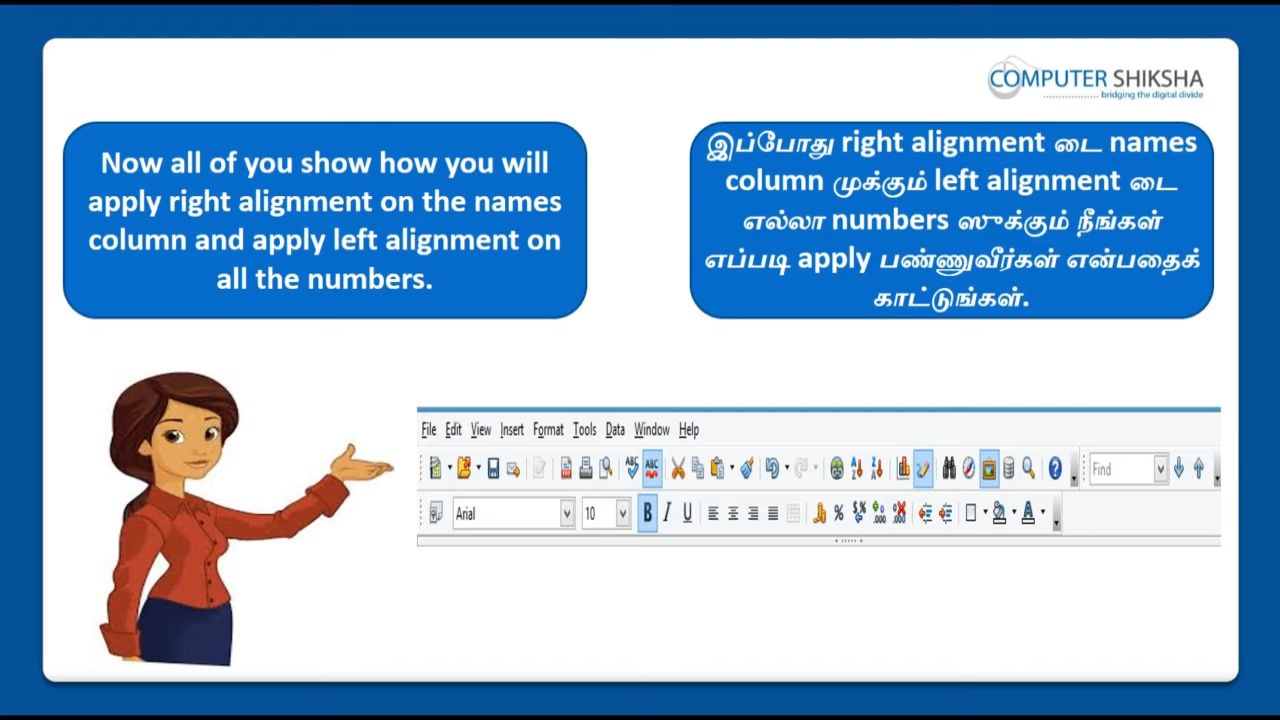 COMPUTER SHIKSHA
bridging the digital divide
Now all of you show how you will
apply right alignment on the names
column and apply left alignment on
all the numbers.
இப்போது right alignment டை names
column முக்கும் left alignment டை
எல்லா numbers ஸுக்கும் நீங்கள்
எப்படி apply பண்ணுவீர்கள் என்பதைக்
காட்டுங்கள்.
File Edit View Insert Format Tools Data Window Help
ABC ABC Find
Arial 10 B I U